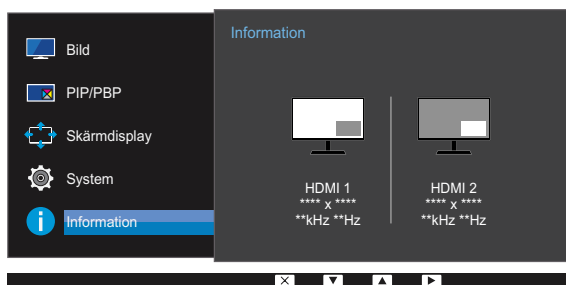 Bild
PIP/PBP
Skärmdisplay
System
Information
Information
HDMI 1
**** x ****
**kHz **Hz
HDMI 2
**** x ****
**kHz **Hz